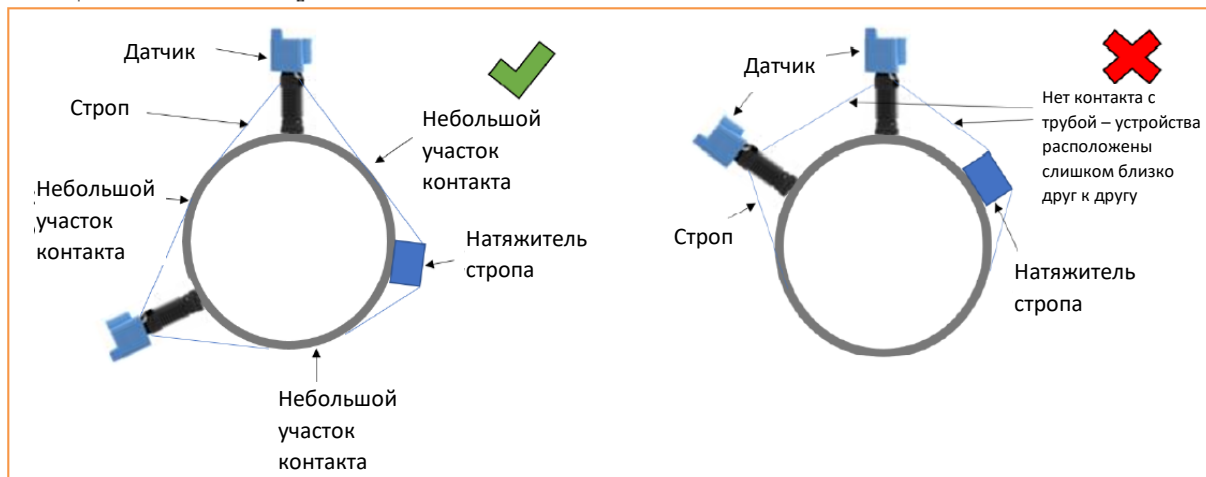 Датчик
Строп
Небольшой
участок
контакта
Небольшой
участок
контакта
Натяжитель
стропа
Небольшой
участок
контакта
Датчик
Нет контакта с
трубой – устройства
расположены
слишком близко
друг к другу
Строп
Натяжитель
стропа